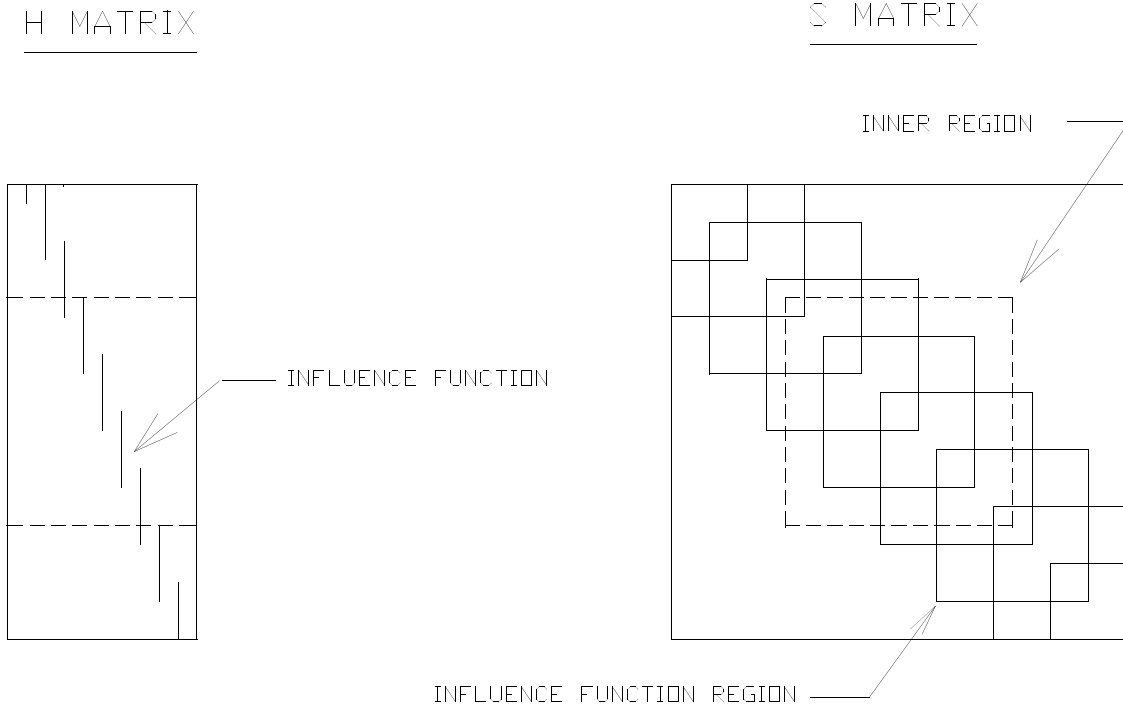 H MATRIX
S MATRIX
INNER REGION
INFLUENCE FUNCTION
INFLUENCE FUNCTION REGION